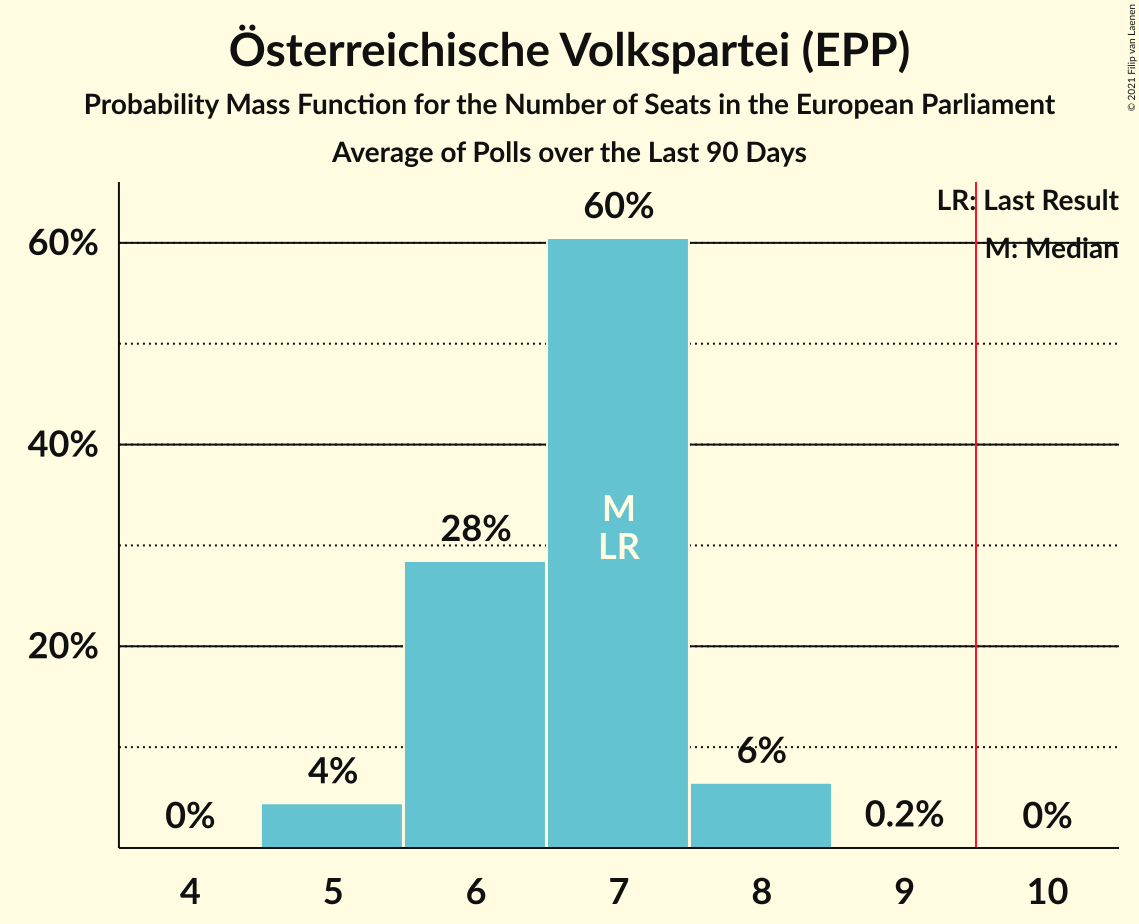 Österreichische Volkspartei (EPP)
Probability Mass Function for the Number of Seats in the European Parliament
Average of Polls over the Last 90 Days
© 2021 Filip van Laenen
LR: Last Result
M: Median
60%
40%
20%
0%
4%
28%
60%
M
LR
6%
0.2%
0%
4
5
6
7
8
9
10